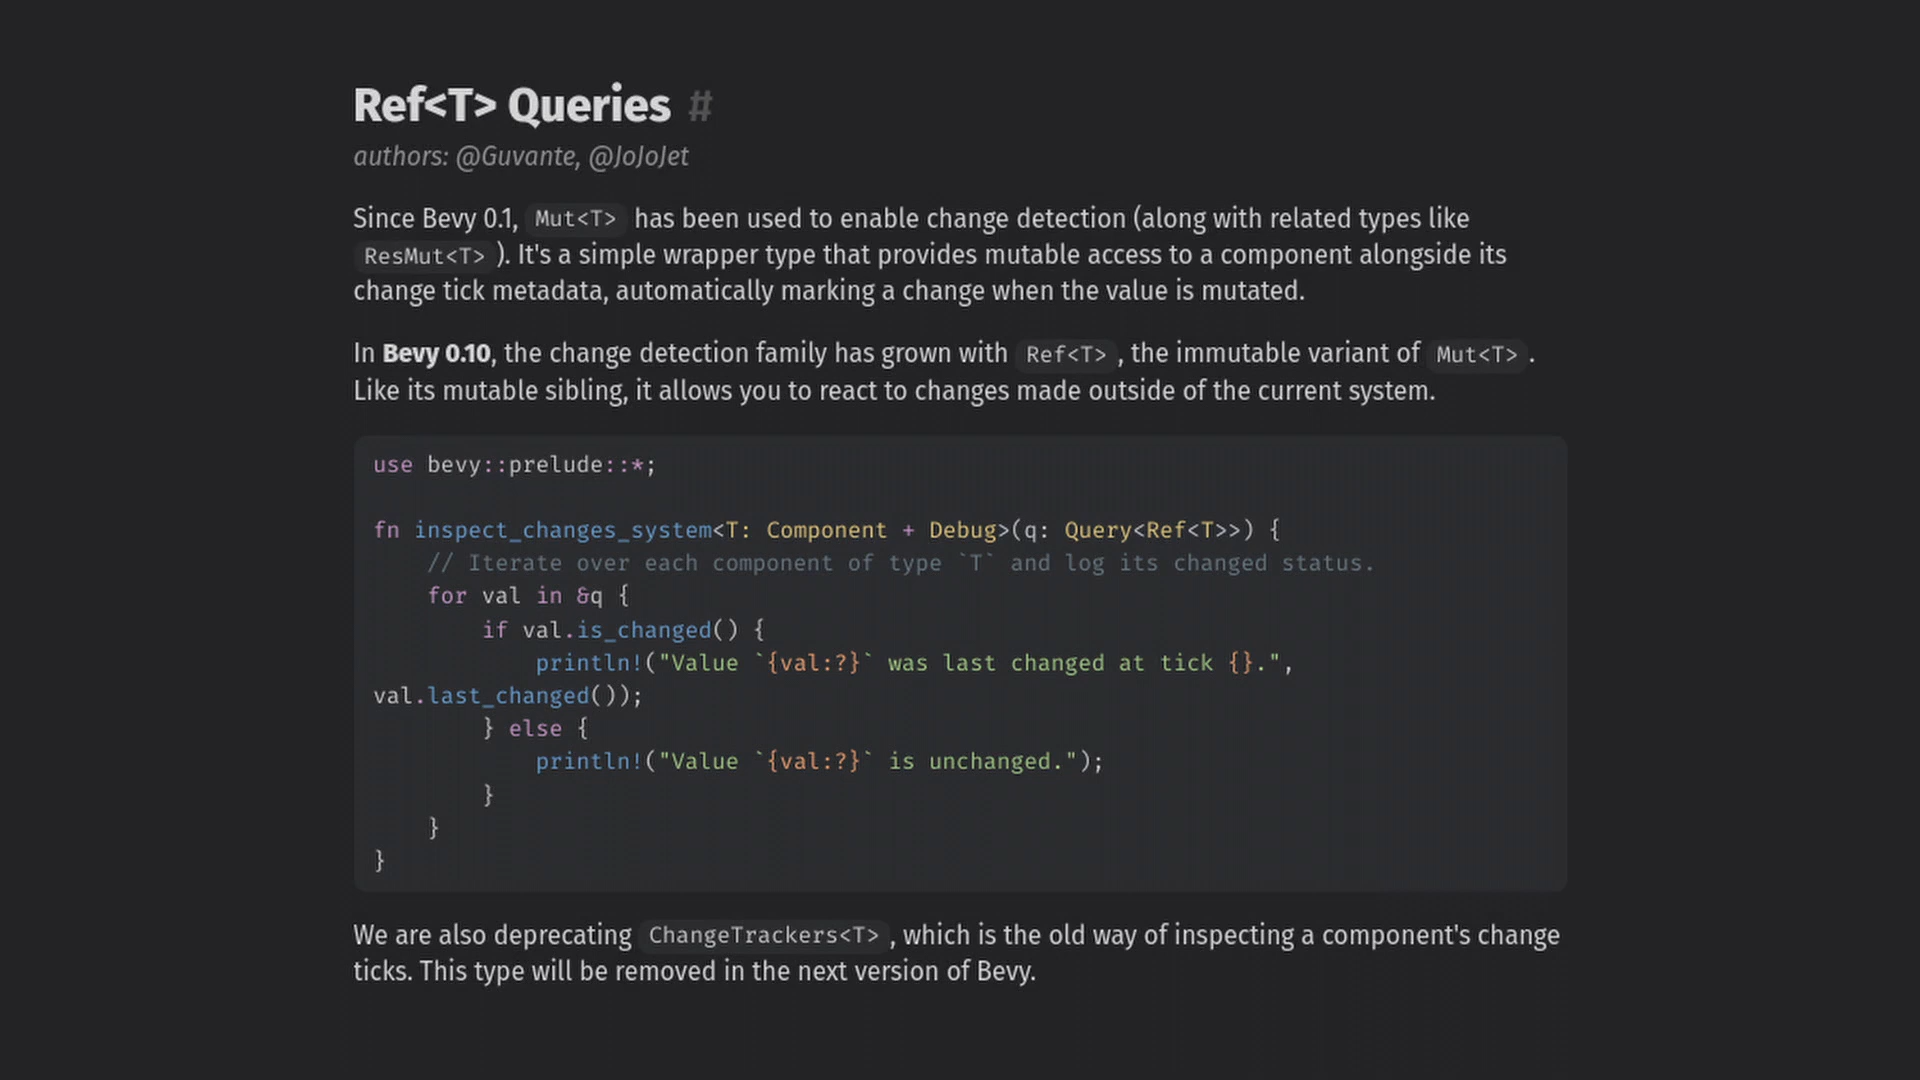 Ref<T> Queries #
authors: @Guvante, @JoJoJet
Since Bevy 0.1, Mut<T> has been used to enable change detection (along with related types like
ResMut<T> ). It's a simple wrapper type that provides mutable access to a component alongside its
change tick metadata, automatically marking a change when the value is mutated.
In Bevy 0.10, the change detection family has grown with Ref<T> , the immutable variant of Mut<T> .
Like its mutable sibling, it allows you to react to changes made outside of the current system.
use bevy::prelude::*;
fn inspect_changes_system<T: Component + Debug>(q: Query<Ref<T>>) {
    // Iterate over each component of type `T` and log its changed status.
    for val in &q {
        if val.is_changed() {
            println!("Value `{val:?}` was last changed at tick {}.",
val.last_changed());
        } else {
            println!("Value `{val:?}` is unchanged.");
        }
    }
}
We are also deprecating ChangeTrackers<T> , which is the old way of inspecting a component's change
ticks. This type will be removed in the next version of Bevy.